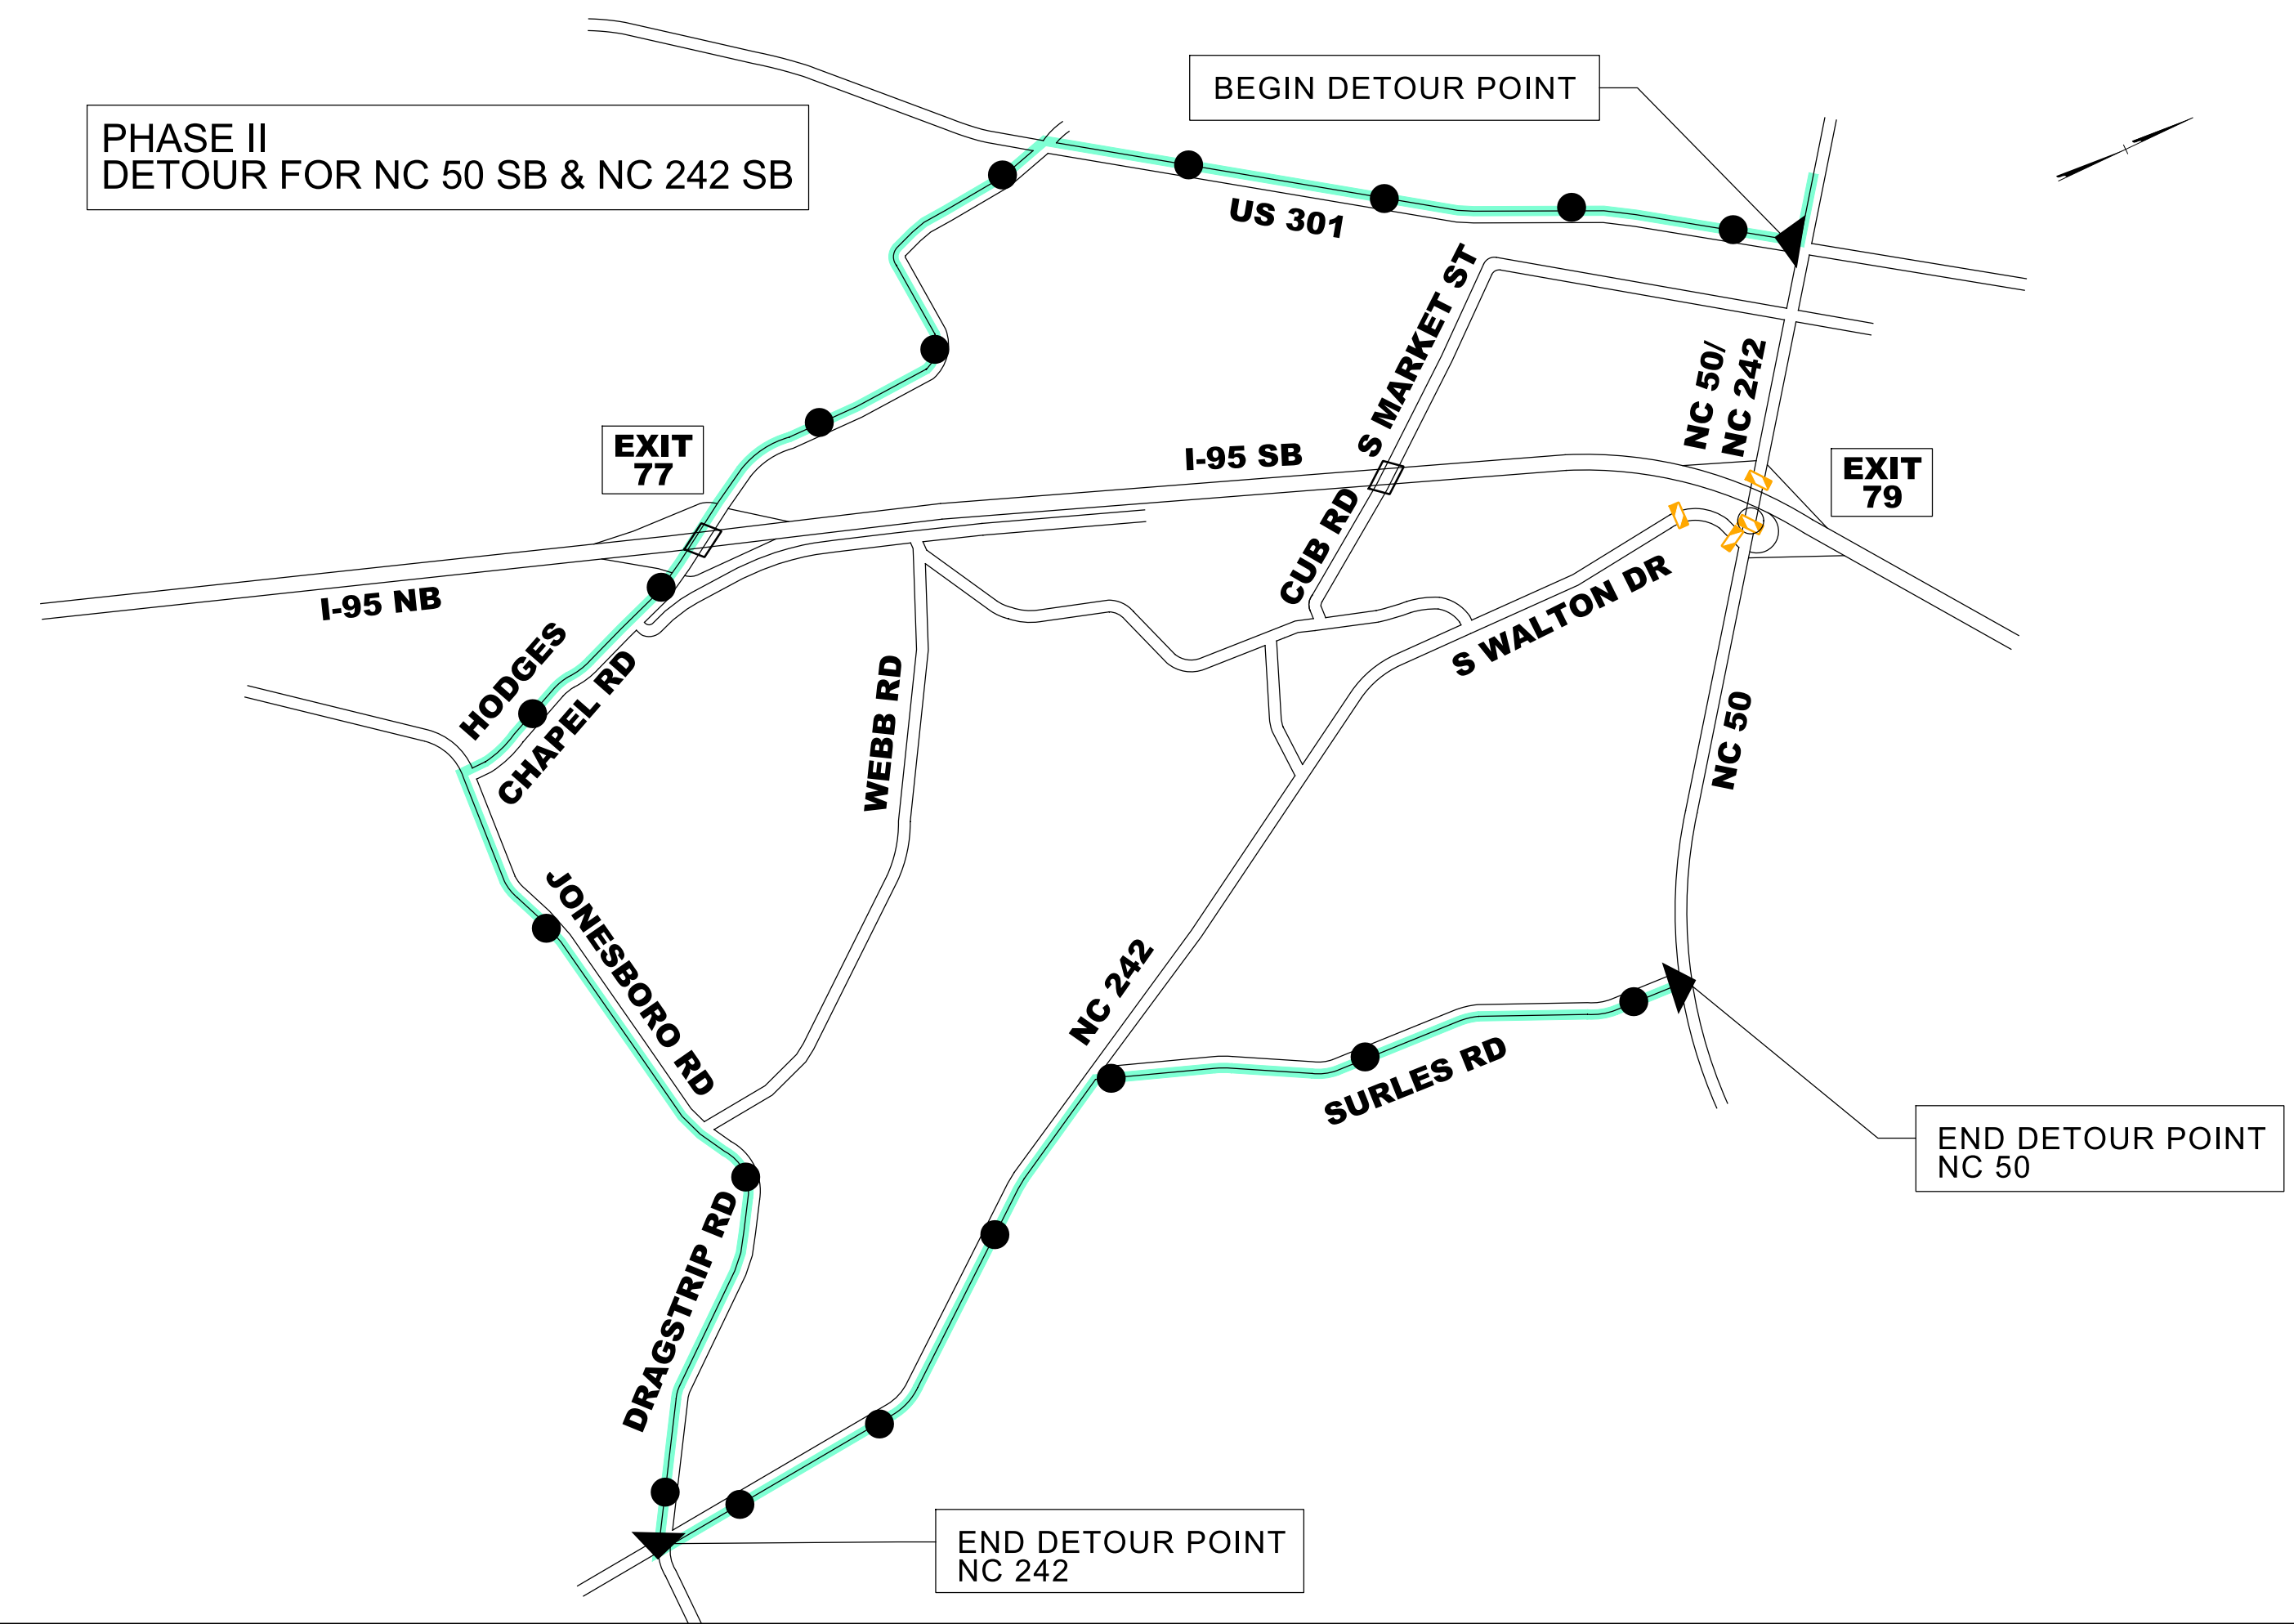 BEGIN DETOUR POINT
PHASE II
DETOUR FOR NC 50 SB & NC 242 SB
US 301
S MARKET ST
NC 50/
NC 242
EXIT
77
I-95 SB
EXIT
79
CUB RD
I-95 NB
S WALTON DR
HODGES
CHAPEL RD
WEBB RD
NC 50
JONESBORO RD
NC 242
SURLES RD
END DETOUR POINT
NC 50
DRAGSTRIP RD
END DETOUR POINT
NC 242